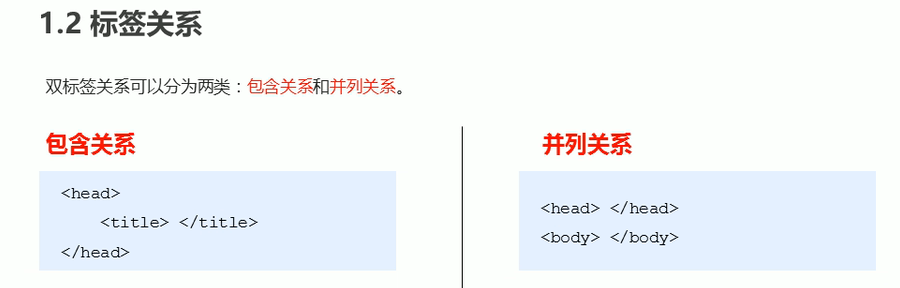 1.2 标签关系
双标签关系可以分为两类：包含关系和并列关系。
包含关系
<head>
    <title> </title>
</head>
并列关系
<head> </head>
<body> </body>